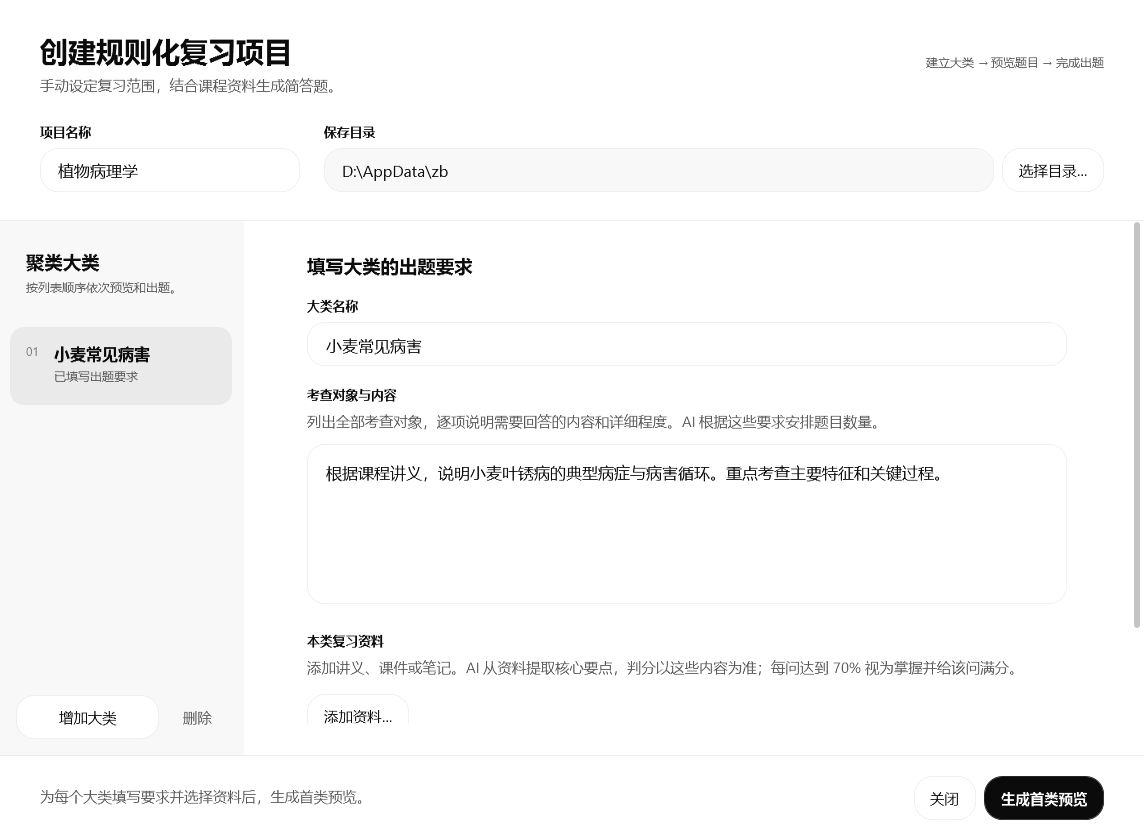 创建规则化复习项目
手动设定复习范围，结合课程资料生成简答题。
建立大类 → 预览题目 → 完成出题
项目名称
保存目录
植物病理学
D:\AppData\zb
选择目录...
聚类大类
按列表顺序依次预览和出题。
01 小麦常见病害
已填写出题要求
增加大类
删除
填写大类的出题要求
大类名称
小麦常见病害
考查对象与内容
列出全部考查对象，逐项说明需要回答的内容和详细程度。AI 根据这些要求安排题目数量。
根据课程讲义，说明小麦叶锈病的典型病症与病害循环。重点考查主要特征和关键过程。
本类复习资料
添加讲义、课件或笔记。AI 从资料提取核心要点，判分以这些内容为准；每问达到 70% 视为掌握并给该问满分。
添加资料...
为每个大类填写要求并选择资料后，生成首类预览。
关闭
生成首类预览